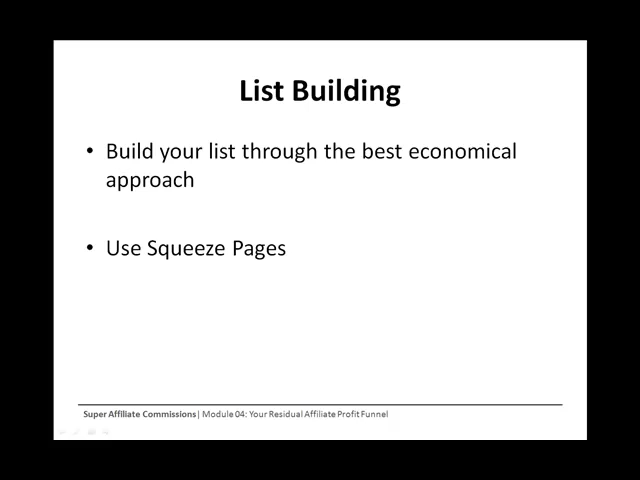 List Building
• Build your list through the best economical
approach
• Use Squeeze Pages
Super Affiliate Commissions| Module 04: Your Residual Affiliate Profit Funnel